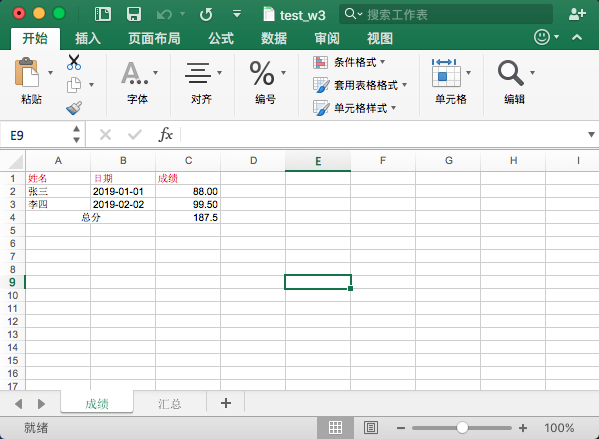 test_w3
搜索工作表
开始 插入 页面布局 公式 数据 审阅 视图
粘贴 字体 对齐 % 编号 条件格式 套用表格格式 单元格样式 单元格 编辑
E9 fx
A B C D E F G H I
1 姓名 日期 成绩
2 张三 2019-01-01 88.00
3 李四 2019-02-02 99.50
4 总分 187.5
5
6
7
8
9
10
11
12
13
14
15
16
17
成绩 汇总 +
就绪 100%